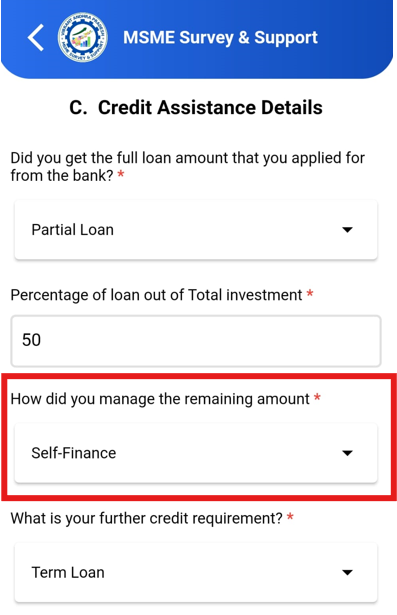 MSME Survey & Support
C. Credit Assistance Details
Did you get the full loan amount that you applied for
from the bank? *
Partial Loan
Percentage of loan out of Total investment *
50
How did you manage the remaining amount *
Self-Finance
What is your further credit requirement? *
Term Loan